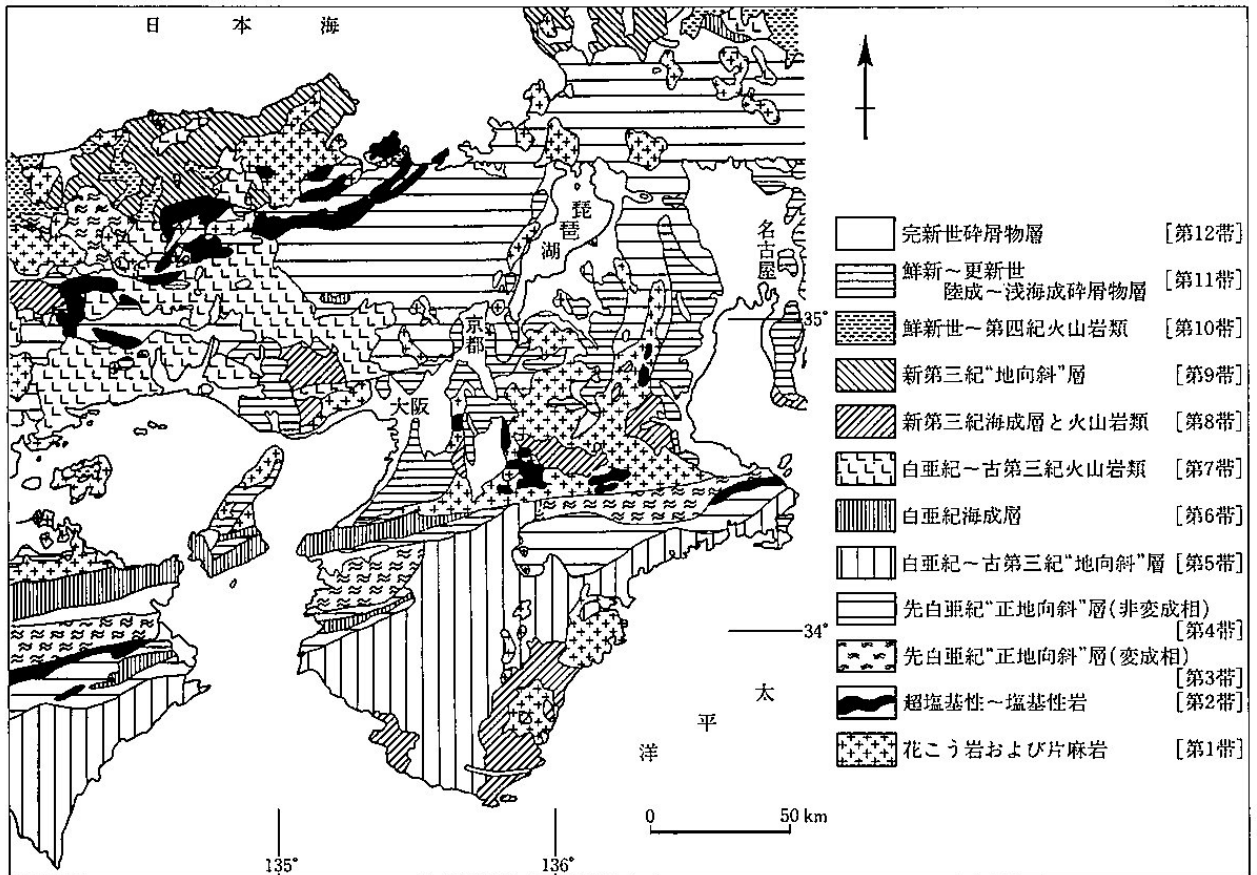 日 本 海
琵
琶
湖
名
古
屋
京
都
大阪
35°
34°
太
平
洋
0 50 km
135°
136°
完新世砕屑物層 [第12帯]
鮮新～更新世
陸成～浅海成砕屑物層 [第11帯]
鮮新世～第四紀火山岩類 [第10帯]
新第三紀“地向斜”層 [第9帯]
新第三紀海成層と火山岩類 [第8帯]
白亜紀～古第三紀火山岩類 [第7帯]
白亜紀海成層 [第6帯]
白亜紀～古第三紀“地向斜”層 [第5帯]
先白亜紀“正地向斜”層(非変成相)
[第4帯]
先白亜紀“正地向斜”層(変成相)
[第3帯]
超塩基性～塩基性岩 [第2帯]
花こう岩および片麻岩 [第1帯]